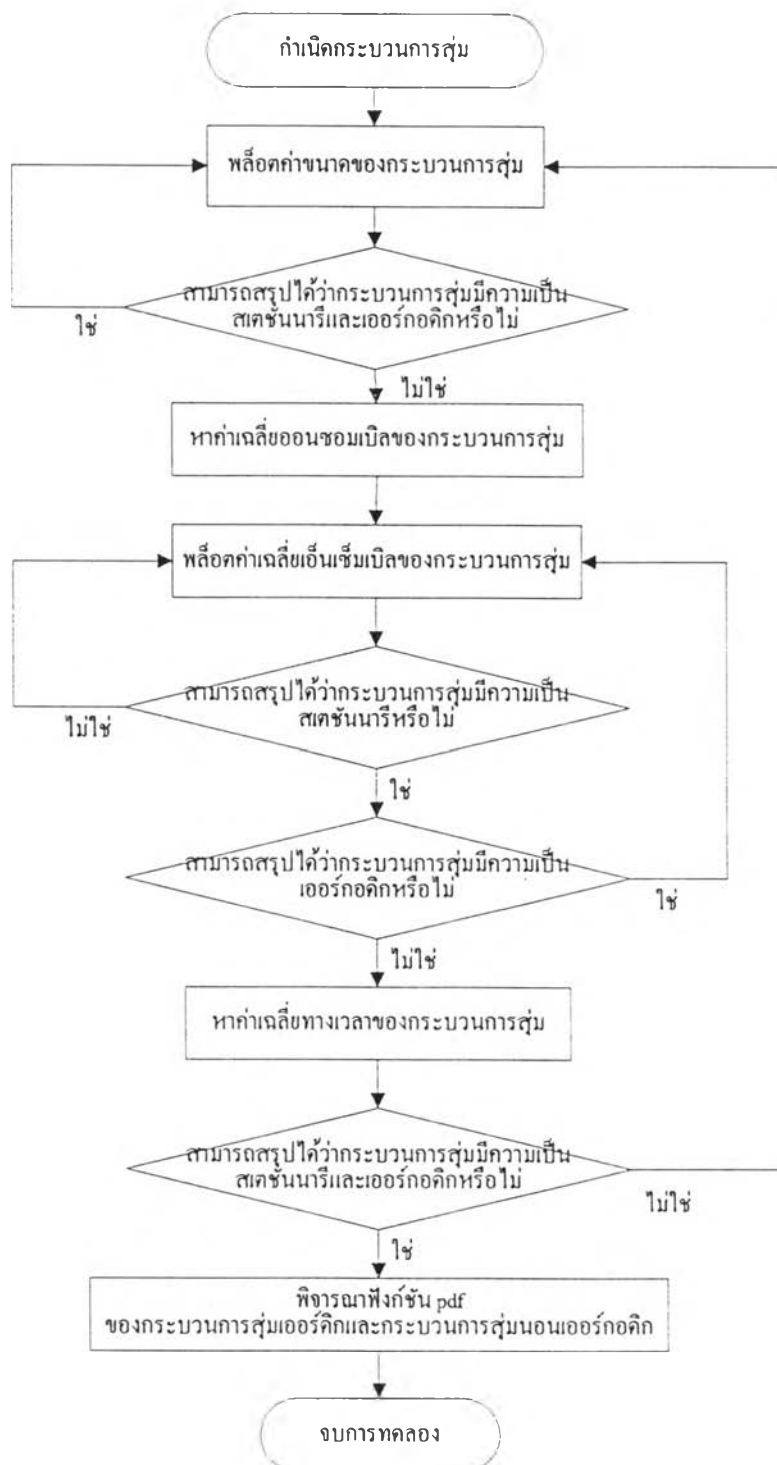 กำเนิดกระบวนการสุ่ม
พล็อตค่าขนาดของกระบวนการสุ่ม
สามารถสรุปได้ว่ากระบวนการสุ่มมีความเป็น
สเตชันนารีและเออร์กอดิกหรือไม่
ใช่
ไม่ใช่
หาค่าเฉลี่ยออนซอมเบิลของกระบวนการสุ่ม
พล็อตค่าเฉลี่ยเอ็นเซ็มเบิลของกระบวนการสุ่ม
สามารถสรุปได้ว่ากระบวนการสุ่มมีความเป็น
สเตชันนารีหรือไม่
ไม่ใช่
ใช่
สามารถสรุปได้ว่ากระบวนการสุ่มมีความเป็น
เออร์กอดิกหรือไม่
ใช่
ไม่ใช่
หาค่าเฉลี่ยทางเวลาของกระบวนการสุ่ม
สามารถสรุปได้ว่ากระบวนการสุ่มมีความเป็น
สเตชันนารีและเออร์กอดิกหรือไม่
ไม่ใช่
ใช่
พิจารณาฟังก์ชัน pdf
ของกระบวนการสุ่มเออร์ดิกและกระบวนการสุ่มนอนเออร์กอดิก
จบการทดลอง